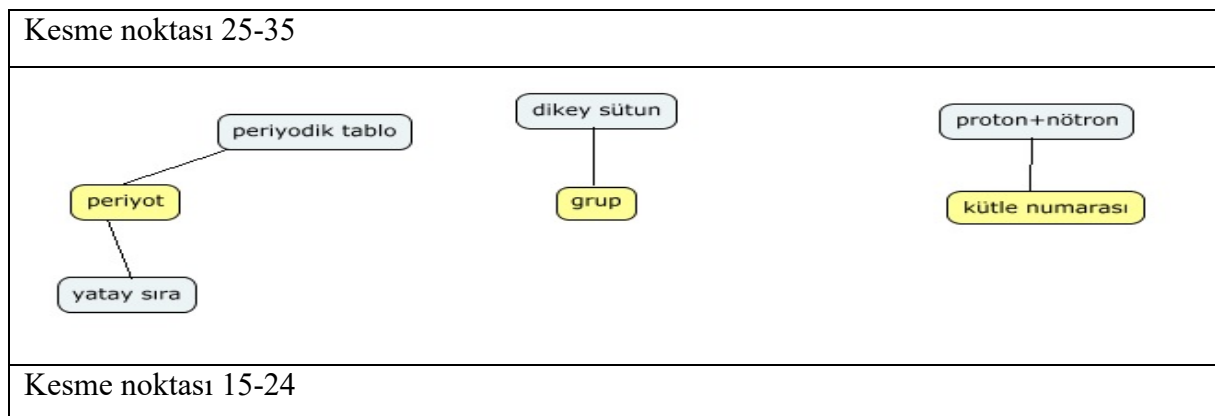 Kesme noktası 25-35
dikey sütun
periyodik tablo
proton+nötron
periyot
grup
kütle numarası
yatay sıra
Kesme noktası 15-24